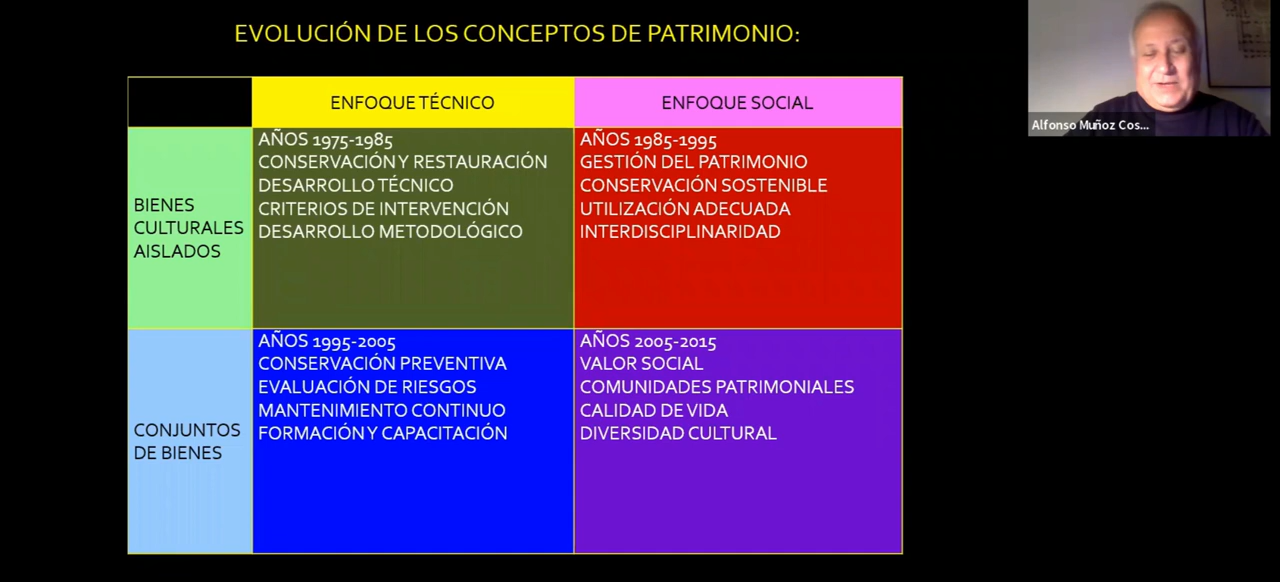 EVOLUCIÓN DE LOS CONCEPTOS DE PATRIMONIO:
ENFOQUE TÉCNICO
ENFOQUE SOCIAL
BIENES
CULTURALES
AISLADOS
AÑOS 1975-1985
CONSERVACIÓN Y RESTAURACIÓN
DESARROLLO TÉCNICO
CRITERIOS DE INTERVENCIÓN
DESARROLLO METODOLÓGICO
AÑOS 1985-1995
GESTIÓN DEL PATRIMONIO
CONSERVACIÓN SOSTENIBLE
UTILIZACIÓN ADECUADA
INTERDISCIPLINARIDAD
CONJUNTOS
DE BIENES
AÑOS 1995-2005
CONSERVACIÓN PREVENTIVA
EVALUACIÓN DE RIESGOS
MANTENIMIENTO CONTINUO
FORMACIÓN Y CAPACITACIÓN
AÑOS 2005-2015
VALOR SOCIAL
COMUNIDADES PATRIMONIALES
CALIDAD DE VIDA
DIVERSIDAD CULTURAL
Alfonso Muñoz Cos...